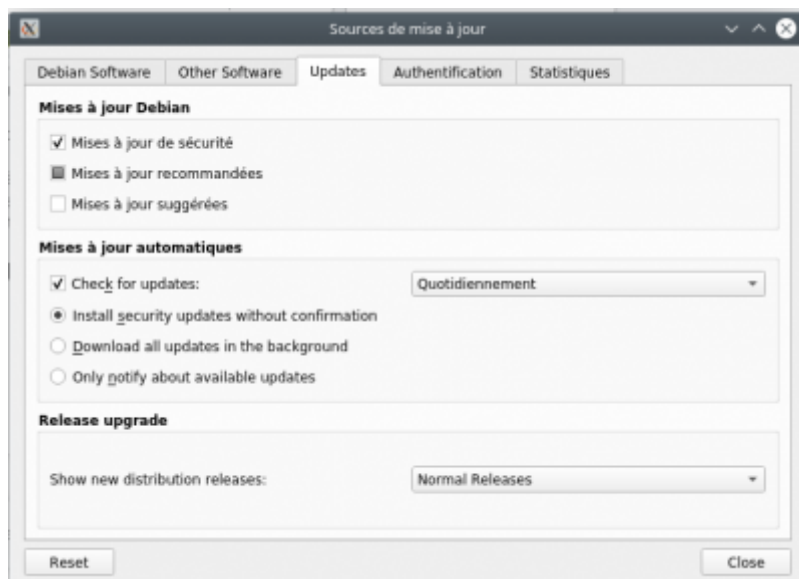 Sources de mise à jour
Debian Software Other Software Updates Authentification Statistiques
Mises à jour Debian
Mises à jour de sécurité
Mises à jour recommandées
Mises à jour suggérées
Mises à jour automatiques
Check for updates: Quotidiennement
Install security updates without confirmation
Download all updates in the background
Only notify about available updates
Release upgrade
Show new distribution releases: Normal Releases
Reset Close